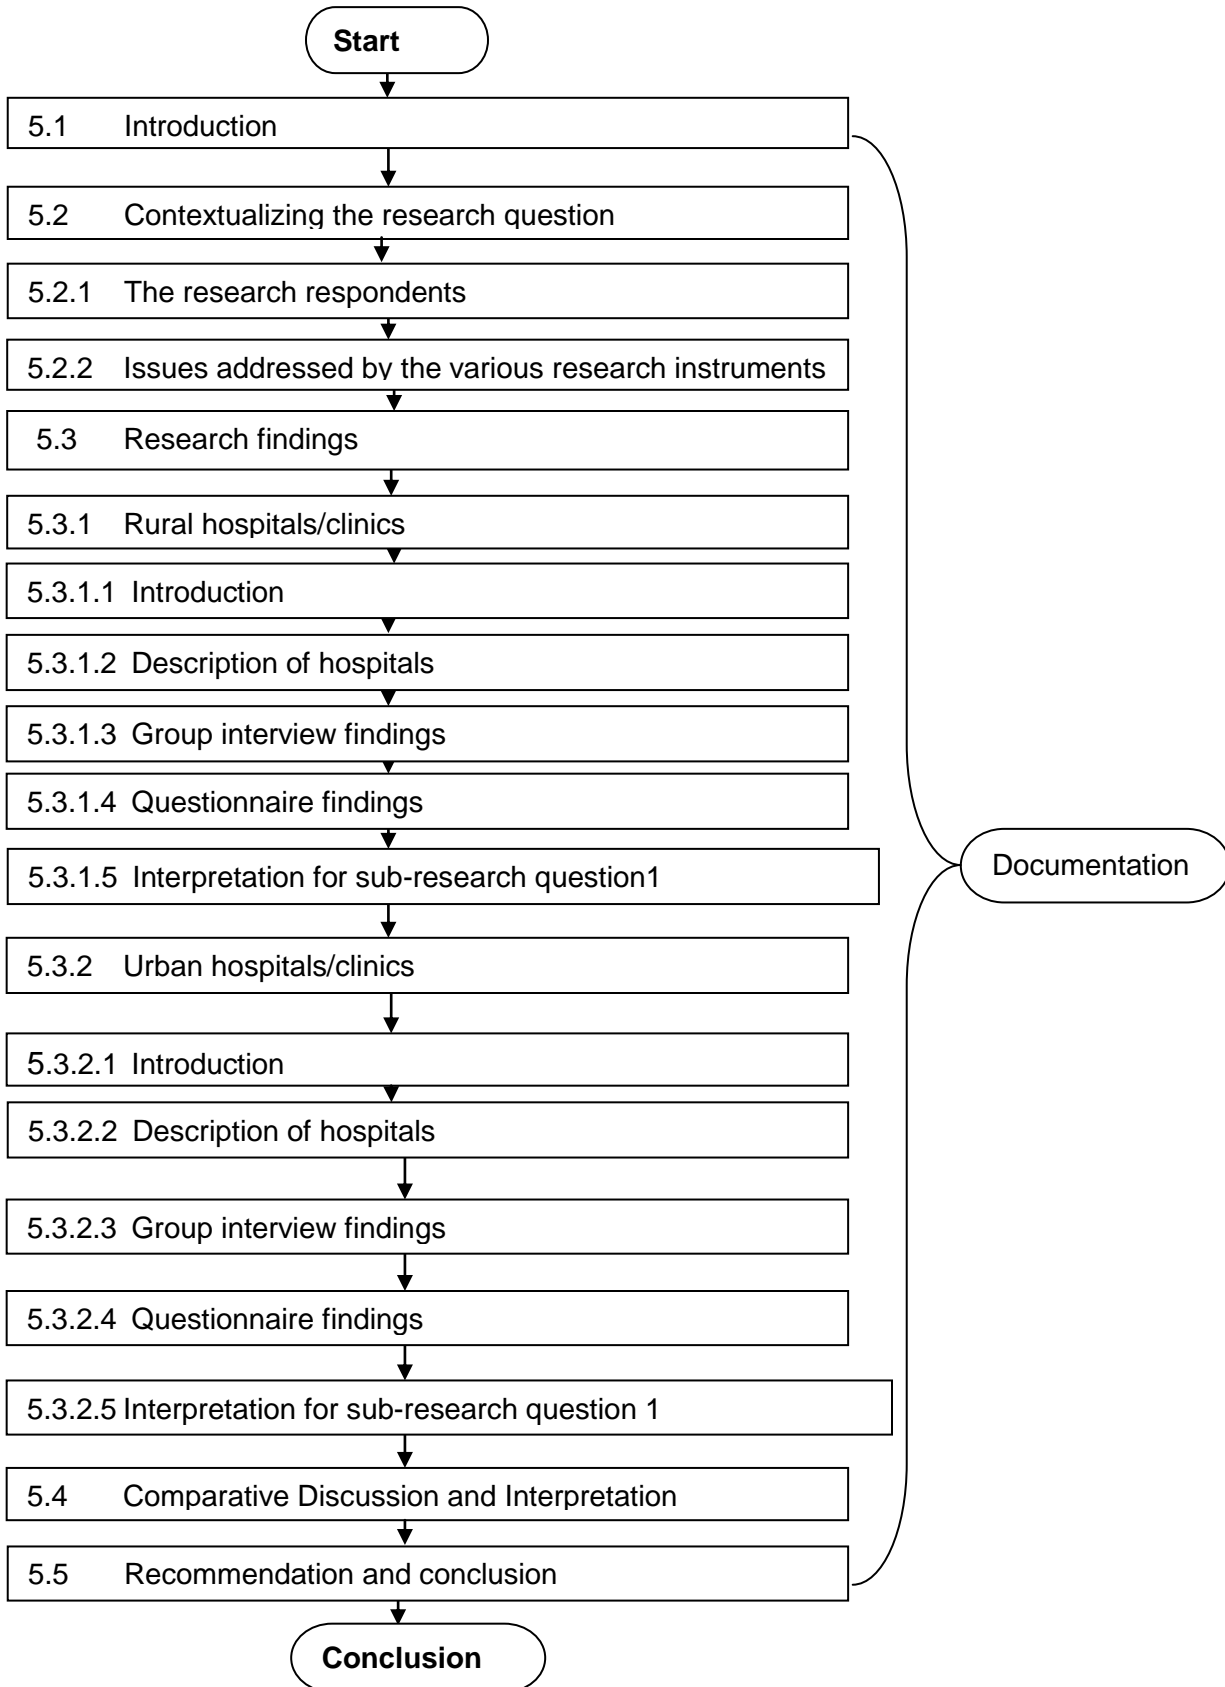 Start
5.1 Introduction
5.2 Contextualizing the research question
5.2.1 The research respondents
5.2.2 Issues addressed by the various research instruments
5.3 Research findings
5.3.1 Rural hospitals/clinics
5.3.1.1 Introduction
5.3.1.2 Description of hospitals
5.3.1.3 Group interview findings
5.3.1.4 Questionnaire findings
5.3.1.5 Interpretation for sub-research question1
Documentation
5.3.2 Urban hospitals/clinics
5.3.2.1 Introduction
5.3.2.2 Description of hospitals
5.3.2.3 Group interview findings
5.3.2.4 Questionnaire findings
5.3.2.5 Interpretation for sub-research question 1
5.4 Comparative Discussion and Interpretation
5.5 Recommendation and conclusion
Conclusion